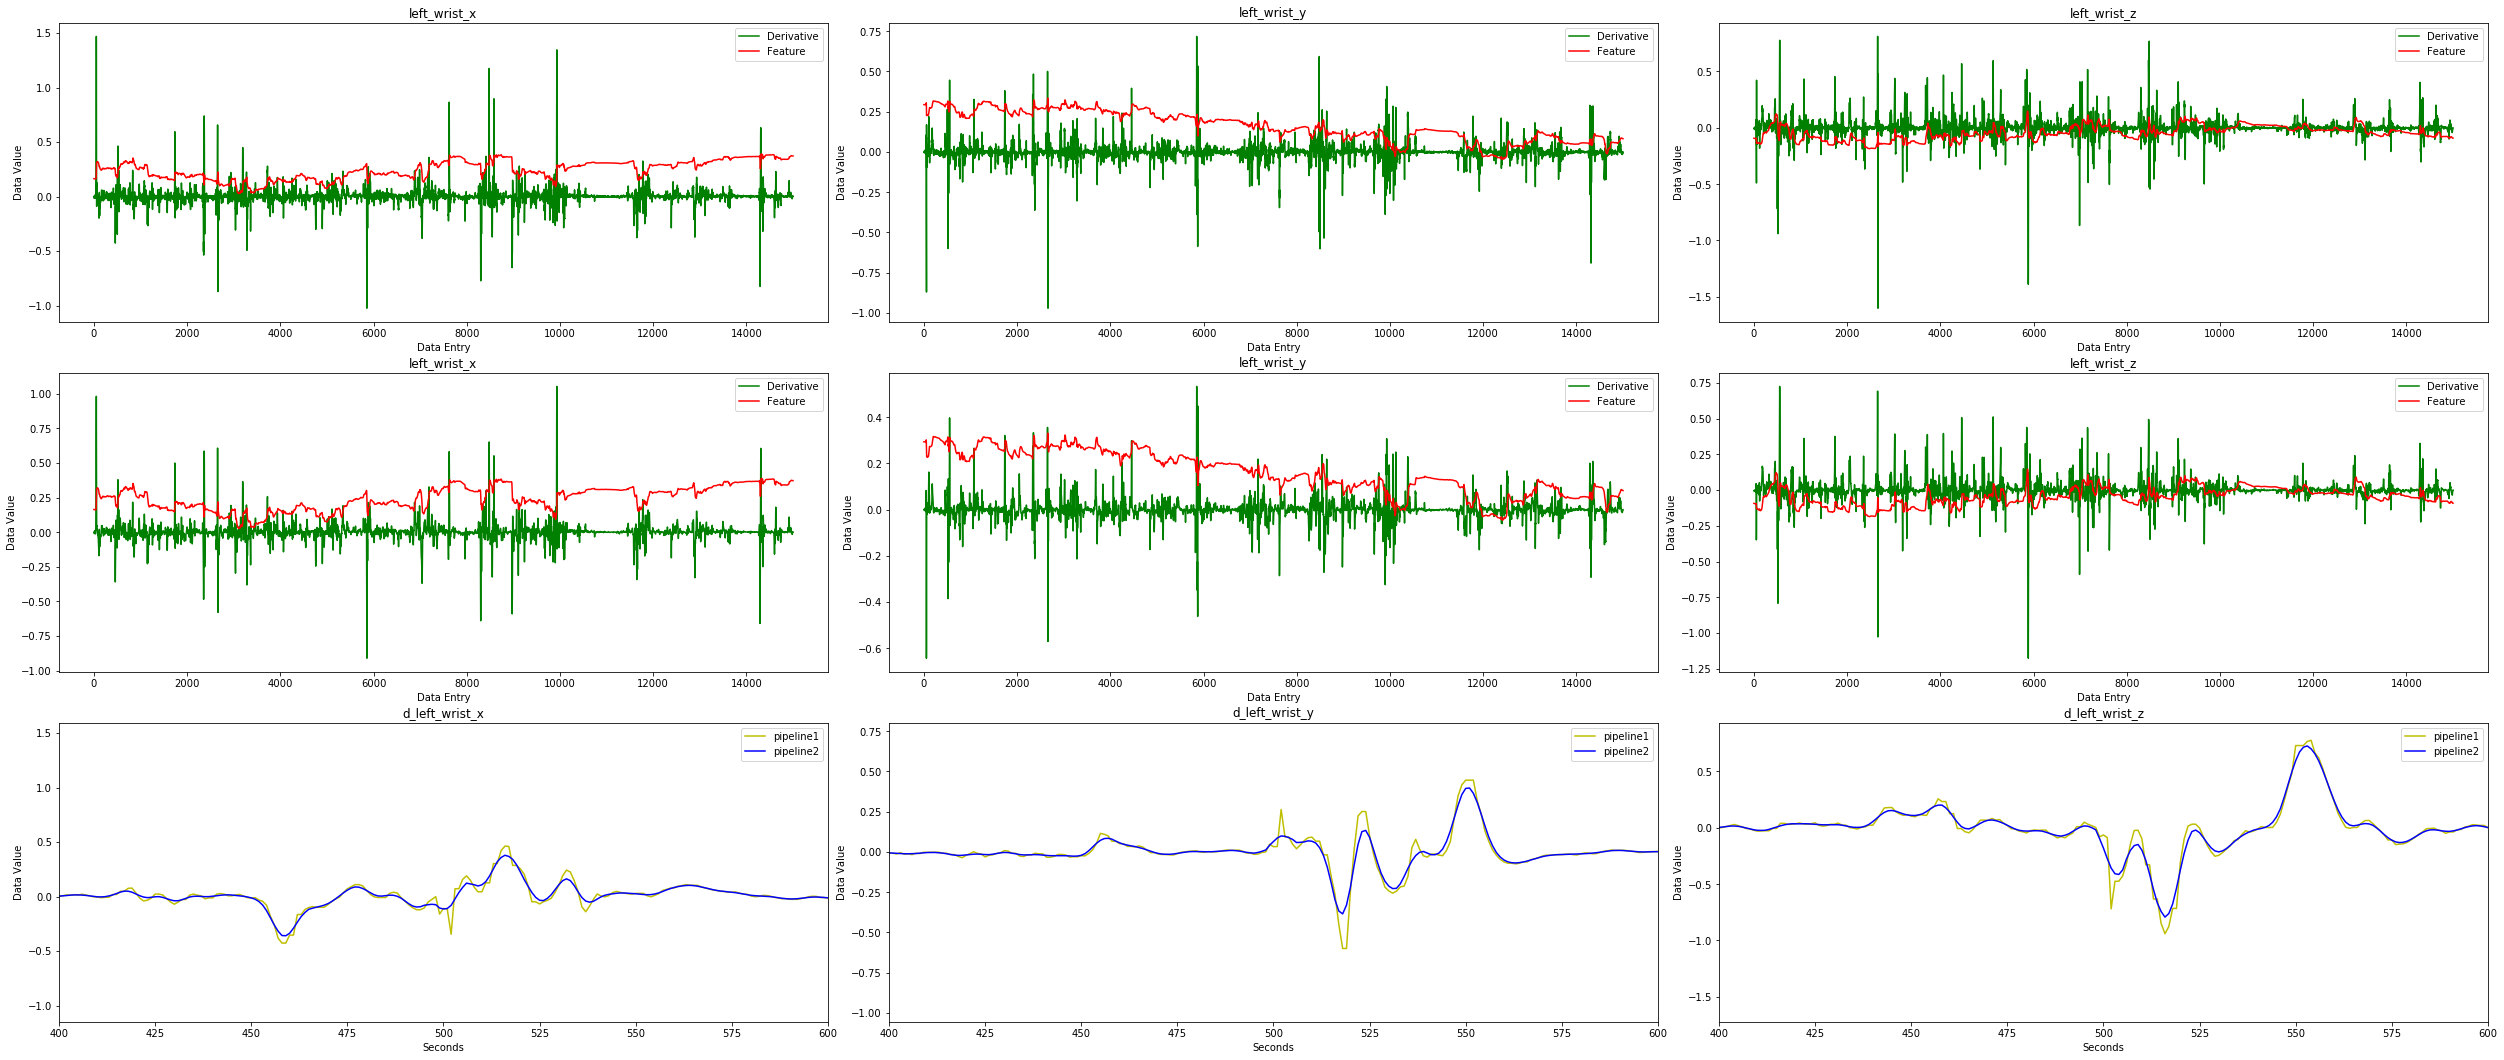 left_wrist_x
Derivative
Feature
Data Value
1.5
1.0
0.5
0.0
−0.5
−1.0
0 2000 4000 6000 8000 10000 12000 14000
Data Entry
left_wrist_y
Derivative
Feature
Data Value
0.75
0.50
0.25
0.00
−0.25
−0.50
−0.75
−1.00
0 2000 4000 6000 8000 10000 12000 14000
Data Entry
left_wrist_z
Derivative
Feature
Data Value
0.5
0.0
−0.5
−1.0
−1.5
0 2000 4000 6000 8000 10000 12000 14000
Data Entry
left_wrist_x
Derivative
Feature
Data Value
1.00
0.75
0.50
0.25
0.00
−0.25
−0.50
−0.75
−1.00
0 2000 4000 6000 8000 10000 12000 14000
Data Entry
left_wrist_y
Derivative
Feature
Data Value
0.4
0.2
0.0
−0.2
−0.4
−0.6
0 2000 4000 6000 8000 10000 12000 14000
Data Entry
left_wrist_z
Derivative
Feature
Data Value
0.75
0.50
0.25
0.00
−0.25
−0.50
−0.75
−1.00
−1.25
0 2000 4000 6000 8000 10000 12000 14000
Data Entry
d_left_wrist_x
pipeline1
pipeline2
Data Value
1.5
1.0
0.5
0.0
−0.5
−1.0
400 425 450 475 500 525 550 575 600
Seconds
d_left_wrist_y
pipeline1
pipeline2
Data Value
0.75
0.50
0.25
0.00
−0.25
−0.50
−0.75
−1.00
400 425 450 475 500 525 550 575 600
Seconds
d_left_wrist_z
pipeline1
pipeline2
Data Value
0.5
0.0
−0.5
−1.0
−1.5
400 425 450 475 500 525 550 575 600
Seconds